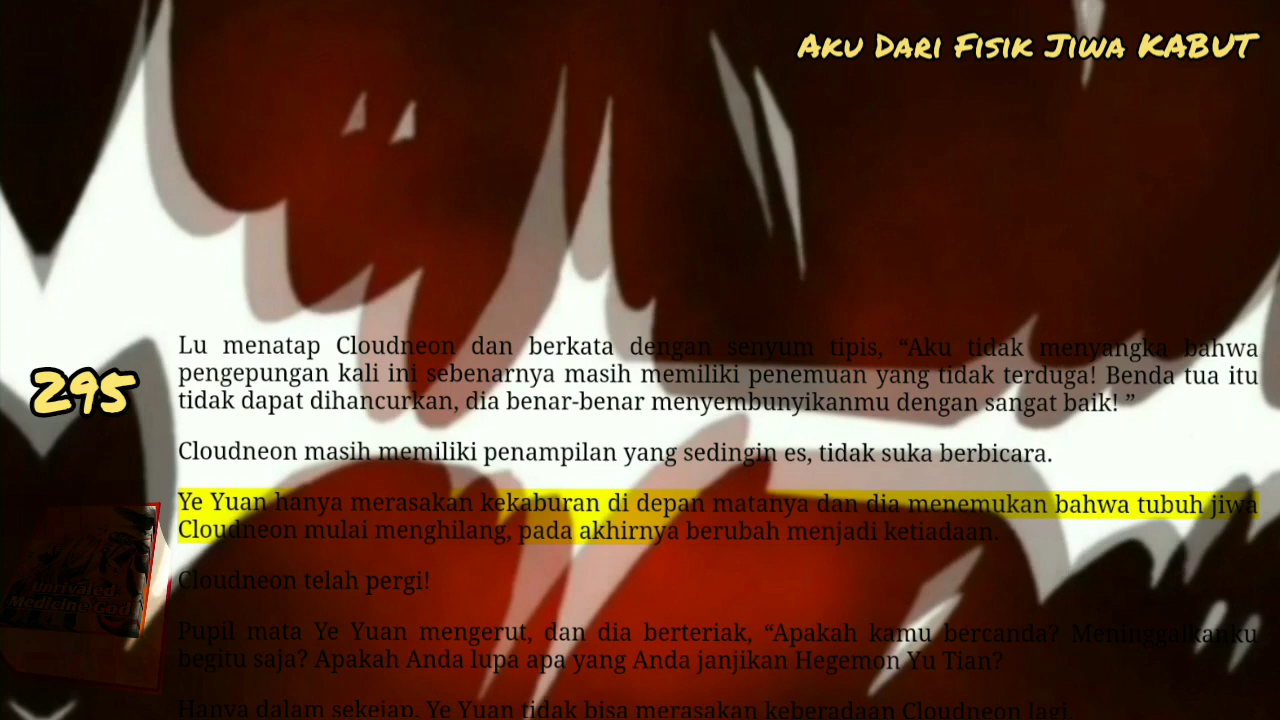 Aku Dari Fisik Jiwa KABUT
Lu menatap Cloudneon dan berkata dengan senyum tipis, “Aku tidak menyangka bahwa
pengepungan kali ini sebenarnya masih memiliki penemuan yang tidak terduga! Benda tua itu
tidak dapat dihancurkan, dia benar-benar menyembunyikanmu dengan sangat baik! ”
295
Cloudneon masih memiliki penampilan yang sedingin es, tidak suka berbicara.
Ye Yuan hanya merasakan kekaburan di depan matanya dan dia menemukan bahwa tubuh jiwa
Cloudneon mulai menghilang, pada akhirnya berubah menjadi ketiadaan.
Cloudneon telah pergi!
Unrivaled
Medicine God
Pupil mata Ye Yuan mengerut, dan dia berteriak, “Apakah kamu bercanda? Meninggalkanku
begitu saja? Apakah Anda lupa apa yang Anda janjikan Hegemon Yu Tian?
Hanya dalam sekejap, Ye Yuan tidak bisa merasakan keberadaan Cloudneon lagi.